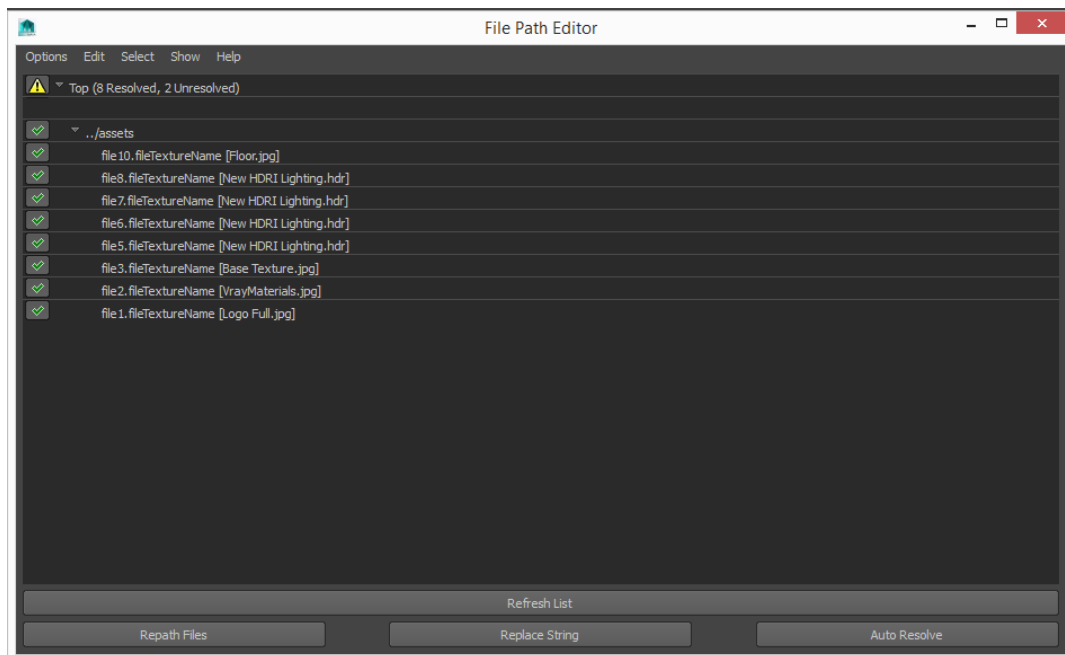 File Path Editor
Options Edit Select Show Help
Top (8 Resolved, 2 Unresolved)
../assets
file10.fileTextureName [Floor.jpg]
file8.fileTextureName [New HDRI Lighting.hdr]
file7.fileTextureName [New HDRI Lighting.hdr]
file6.fileTextureName [New HDRI Lighting.hdr]
file5.fileTextureName [New HDRI Lighting.hdr]
file3.fileTextureName [Base Texture.jpg]
file2.fileTextureName [VrayMaterials.jpg]
file1.fileTextureName [Logo Full.jpg]
Refresh List
Repath Files Replace String Auto Resolve